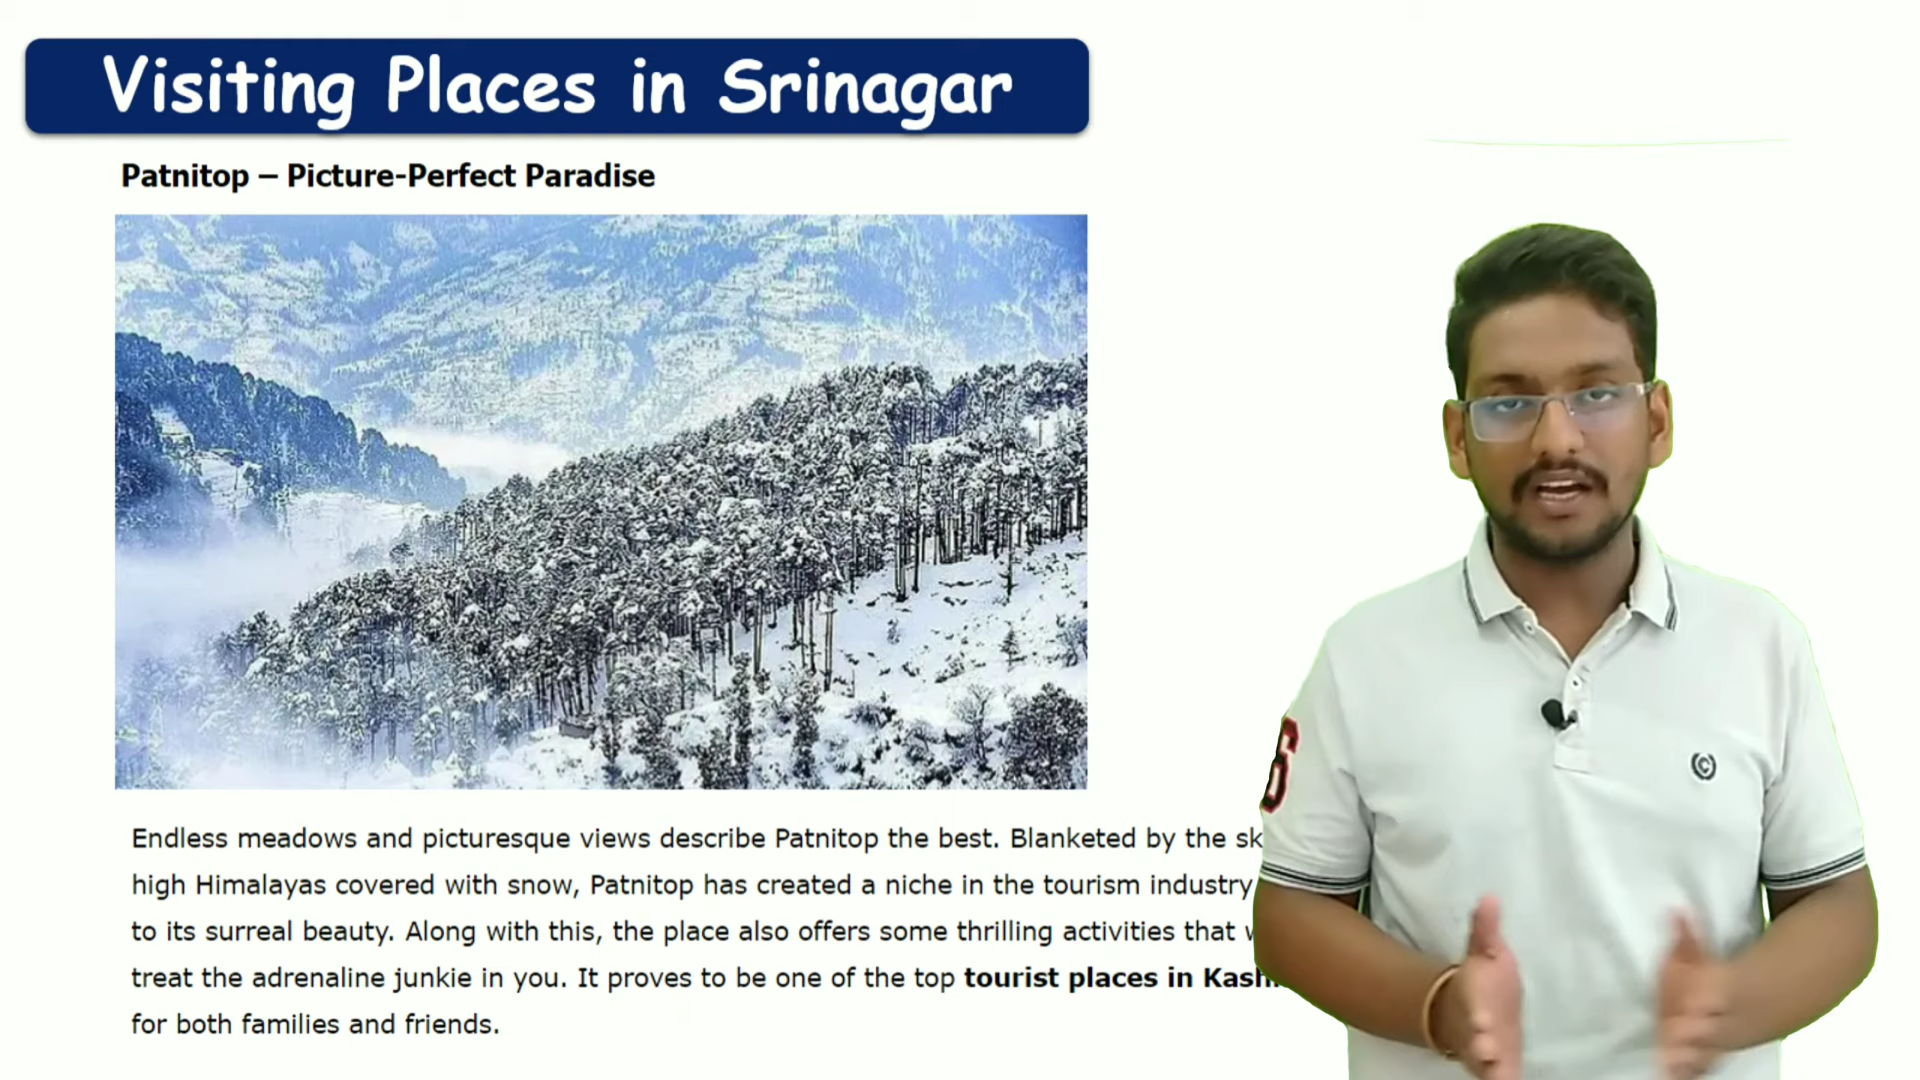 Visiting Places in Srinagar
Patnitop – Picture-Perfect Paradise
Endless meadows and picturesque views describe Patnitop the best. Blanketed by the
high Himalayas covered with snow, Patnitop has created a niche in the tourism industry
to its surreal beauty. Along with this, the place also offers some thrilling activities that
treat the adrenaline junkie in you. It proves to be one of the top tourist places in
for both families and friends.